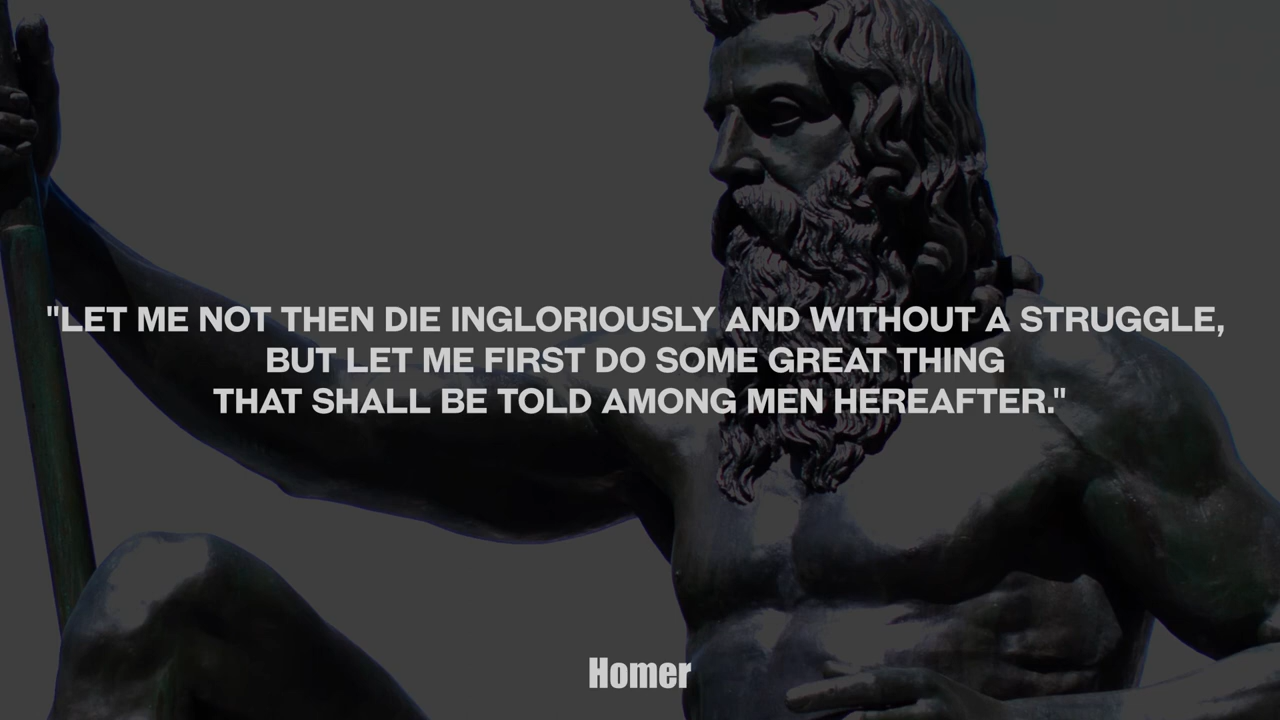 "LET ME NOT THEN DIE INGLORIOUSLY AND WITHOUT A STRUGGLE,
BUT LET ME FIRST DO SOME GREAT THING
THAT SHALL BE TOLD AMONG MEN HEREAFTER."
Homer